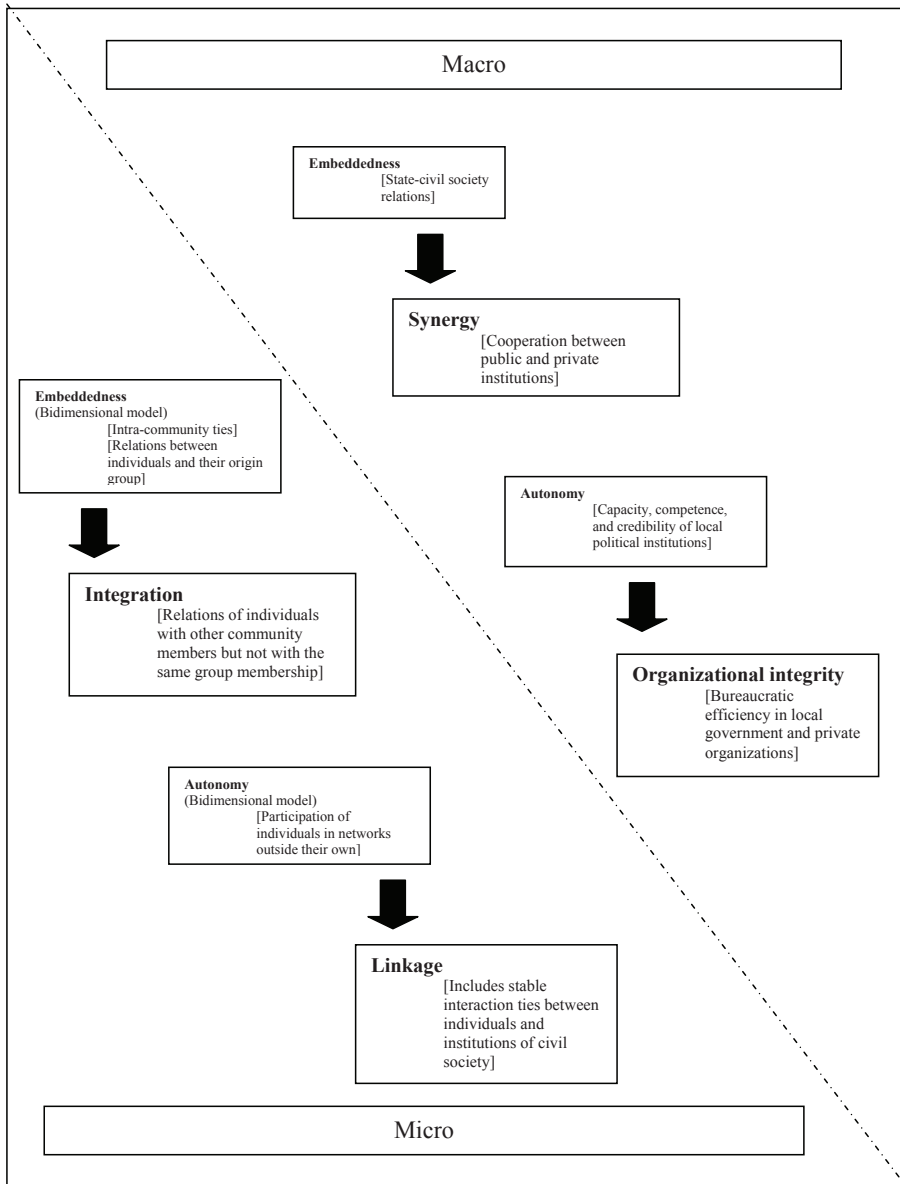 Macro
Embeddedness
[State-civil society
relations]
Synergy
[Cooperation between
public and private
institutions]
Embeddedness
(Bidimensional model)
[Intra-community ties]
[Relations between
individuals and their origin
group]
Autonomy
[Capacity, competence,
and credibility of local
political institutions]
Integration
[Relations of individuals
with other community
members but not with the
same group membership]
Organizational integrity
[Bureaucratic
efficiency in local
government and private
organizations]
Autonomy
(Bidimensional model)
[Participation of
individuals in networks
outside their own]
Linkage
[Includes stable
interaction ties between
individuals and
institutions of civil
society]
Micro